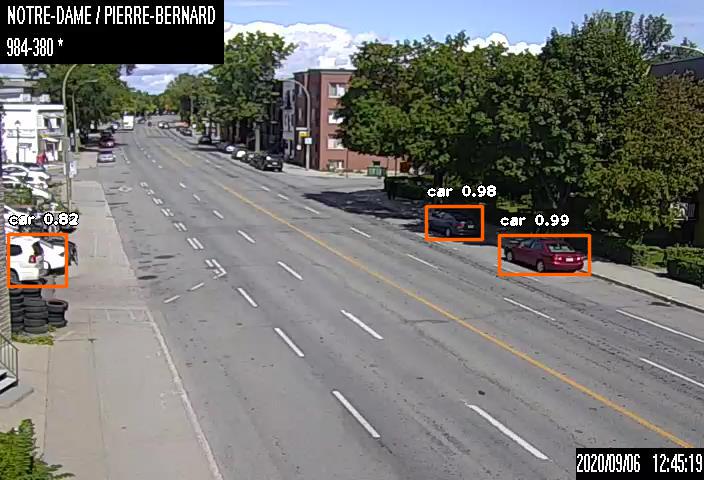 NOTRE-DAME / PIERRE-BERNARD
984-380 *
car 0.98
car 0.82
car 0.99
2020/09/06 12:45:19